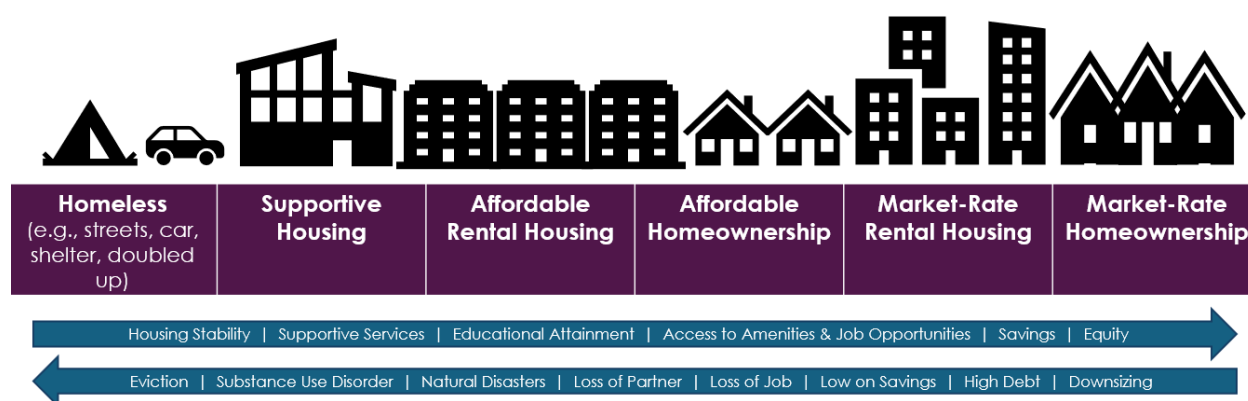 Homeless
(e.g., streets, car,
shelter, doubled
up)
Supportive
Housing
Affordable
Rental Housing
Affordable
Homeownership
Market-Rate
Rental Housing
Market-Rate
Homeownership
Housing Stability | Supportive Services | Educational Attainment | Access to Amenities & Job Opportunities | Savings | Equity
Eviction | Substance Use Disorder | Natural Disasters | Loss of Partner | Loss of Job | Low on Savings | High Debt | Downsizing